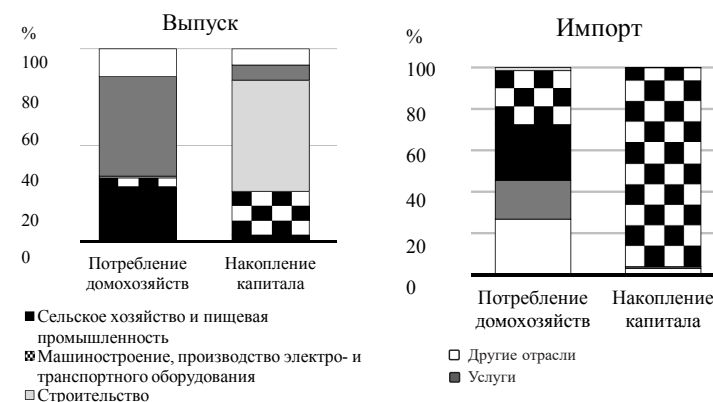 Выпуск
%
100
80
60
40
20
0
Потребление
домохозяйств
Накопление
капитала
■ Сельское хозяйство и пищевая
промышленность
Машиностроение, производство электро- и
транспортного оборудования
Строительство
Импорт
%
100
80
60
40
20
0
Потребление
домохозяйств
Накопление
капитала
Другие отрасли
Услуги